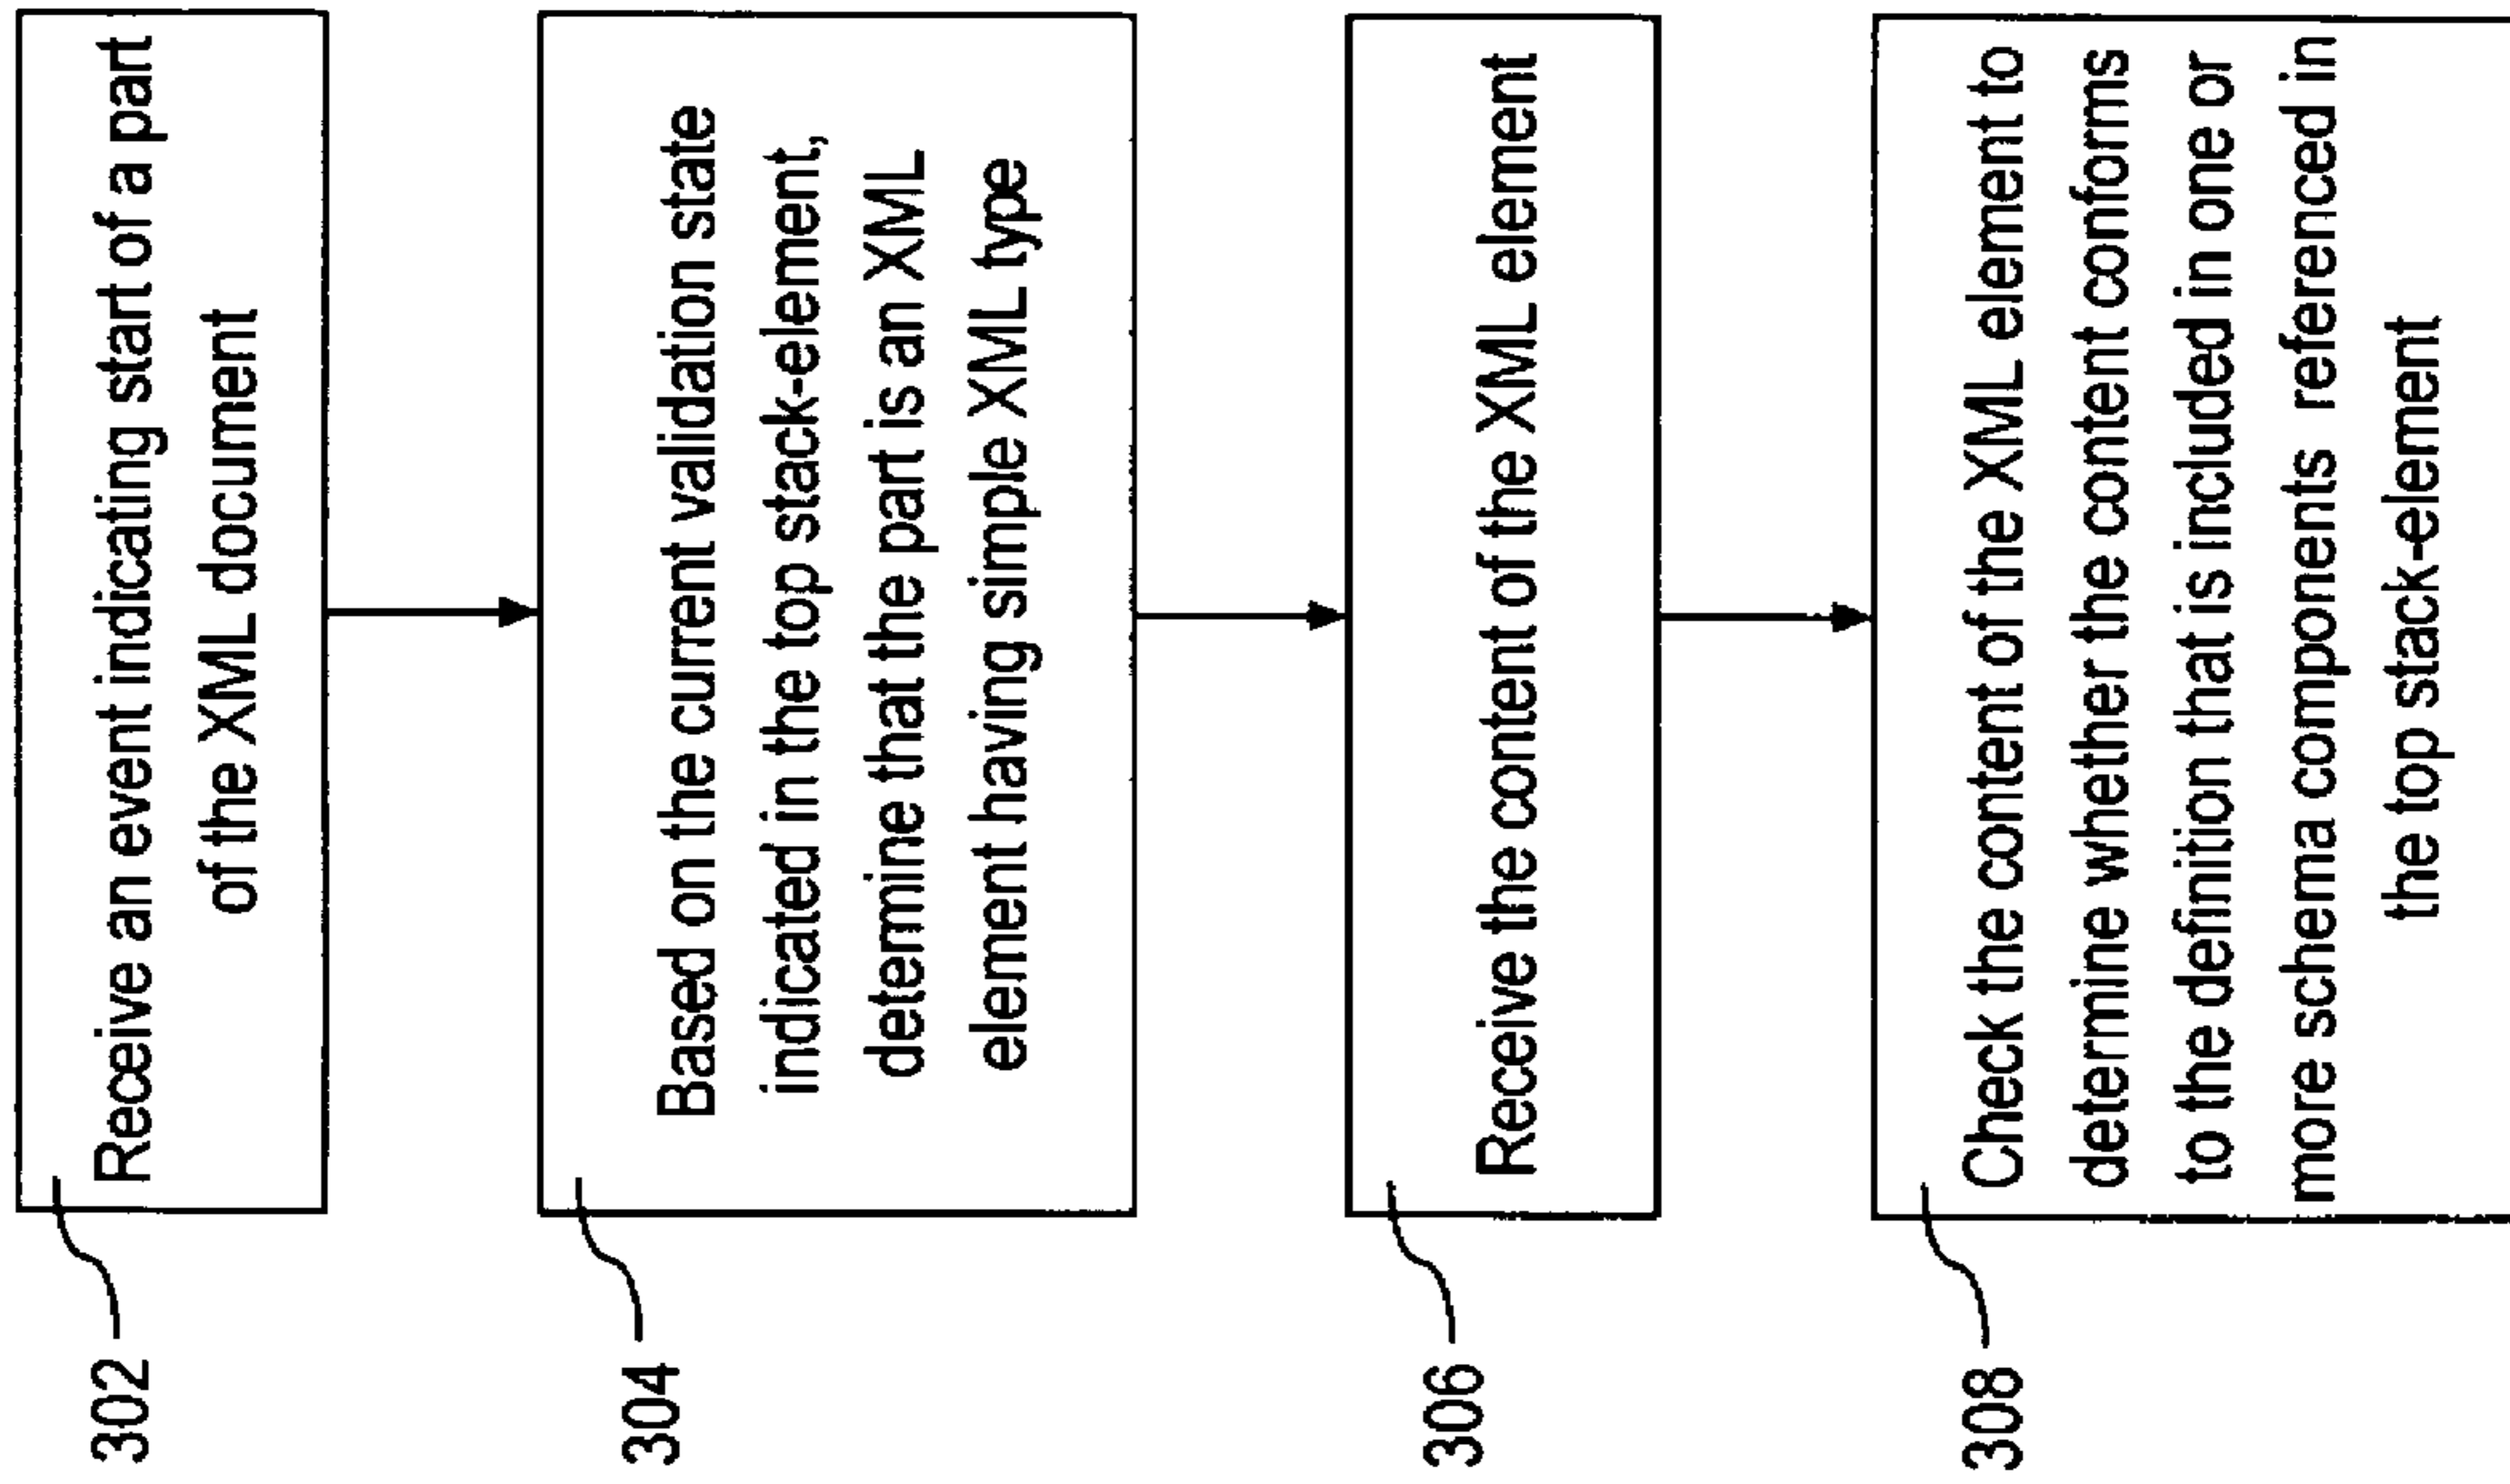 302
Receive an event indicating start of a part
of the XML document
304
Based on the current validation state
indicated in the top stack-element,
determine that the part is an XML
element having simple XML type
306
Receive the content of the XML element
308
Check the content of the XML element to
determine whether the content conforms
to the definition that is included in one or
more schema components referenced in
the top stack-element